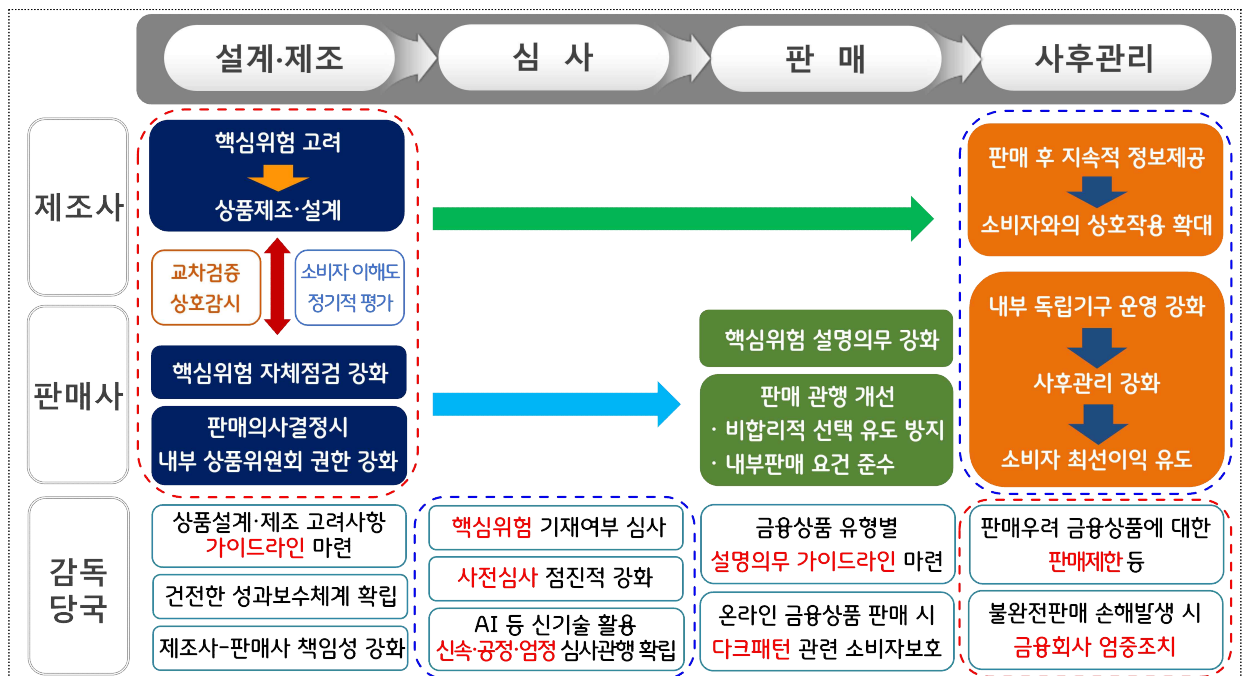 설계·제조
심 사
판 매
사후관리
제조사
핵심위험 고려
상품제조·설계
교차검증
상호감시
소비자 이해도
정기적 평가
판매 후 지속적 정보제공
소비자와의 상호작용 확대
판매사
핵심위험 자체점검 강화
판매의사결정시
내부 상품위원회 권한 강화
핵심위험 설명의무 강화
판매 관행 개선
· 비합리적 선택 유도 방지
· 내부판매 요건 준수
내부 독립기구 운영 강화
사후관리 강화
소비자 최선이익 유도
감독
당국
상품설계·제조 고려사항
가이드라인 마련
건전한 성과보수체계 확립
제조사-판매사 책임성 강화
핵심위험 기재여부 심사
사전심사 점진적 강화
AI 등 신기술 활용
신속·공정·엄정 심사관행 확립
금융상품 유형별
설명의무 가이드라인 마련
온라인 금융상품 판매 시
다크패턴 관련 소비자보호
판매우려 금융상품에 대한
판매제한 등
불완전판매 손해발생 시
금융회사 엄중조치